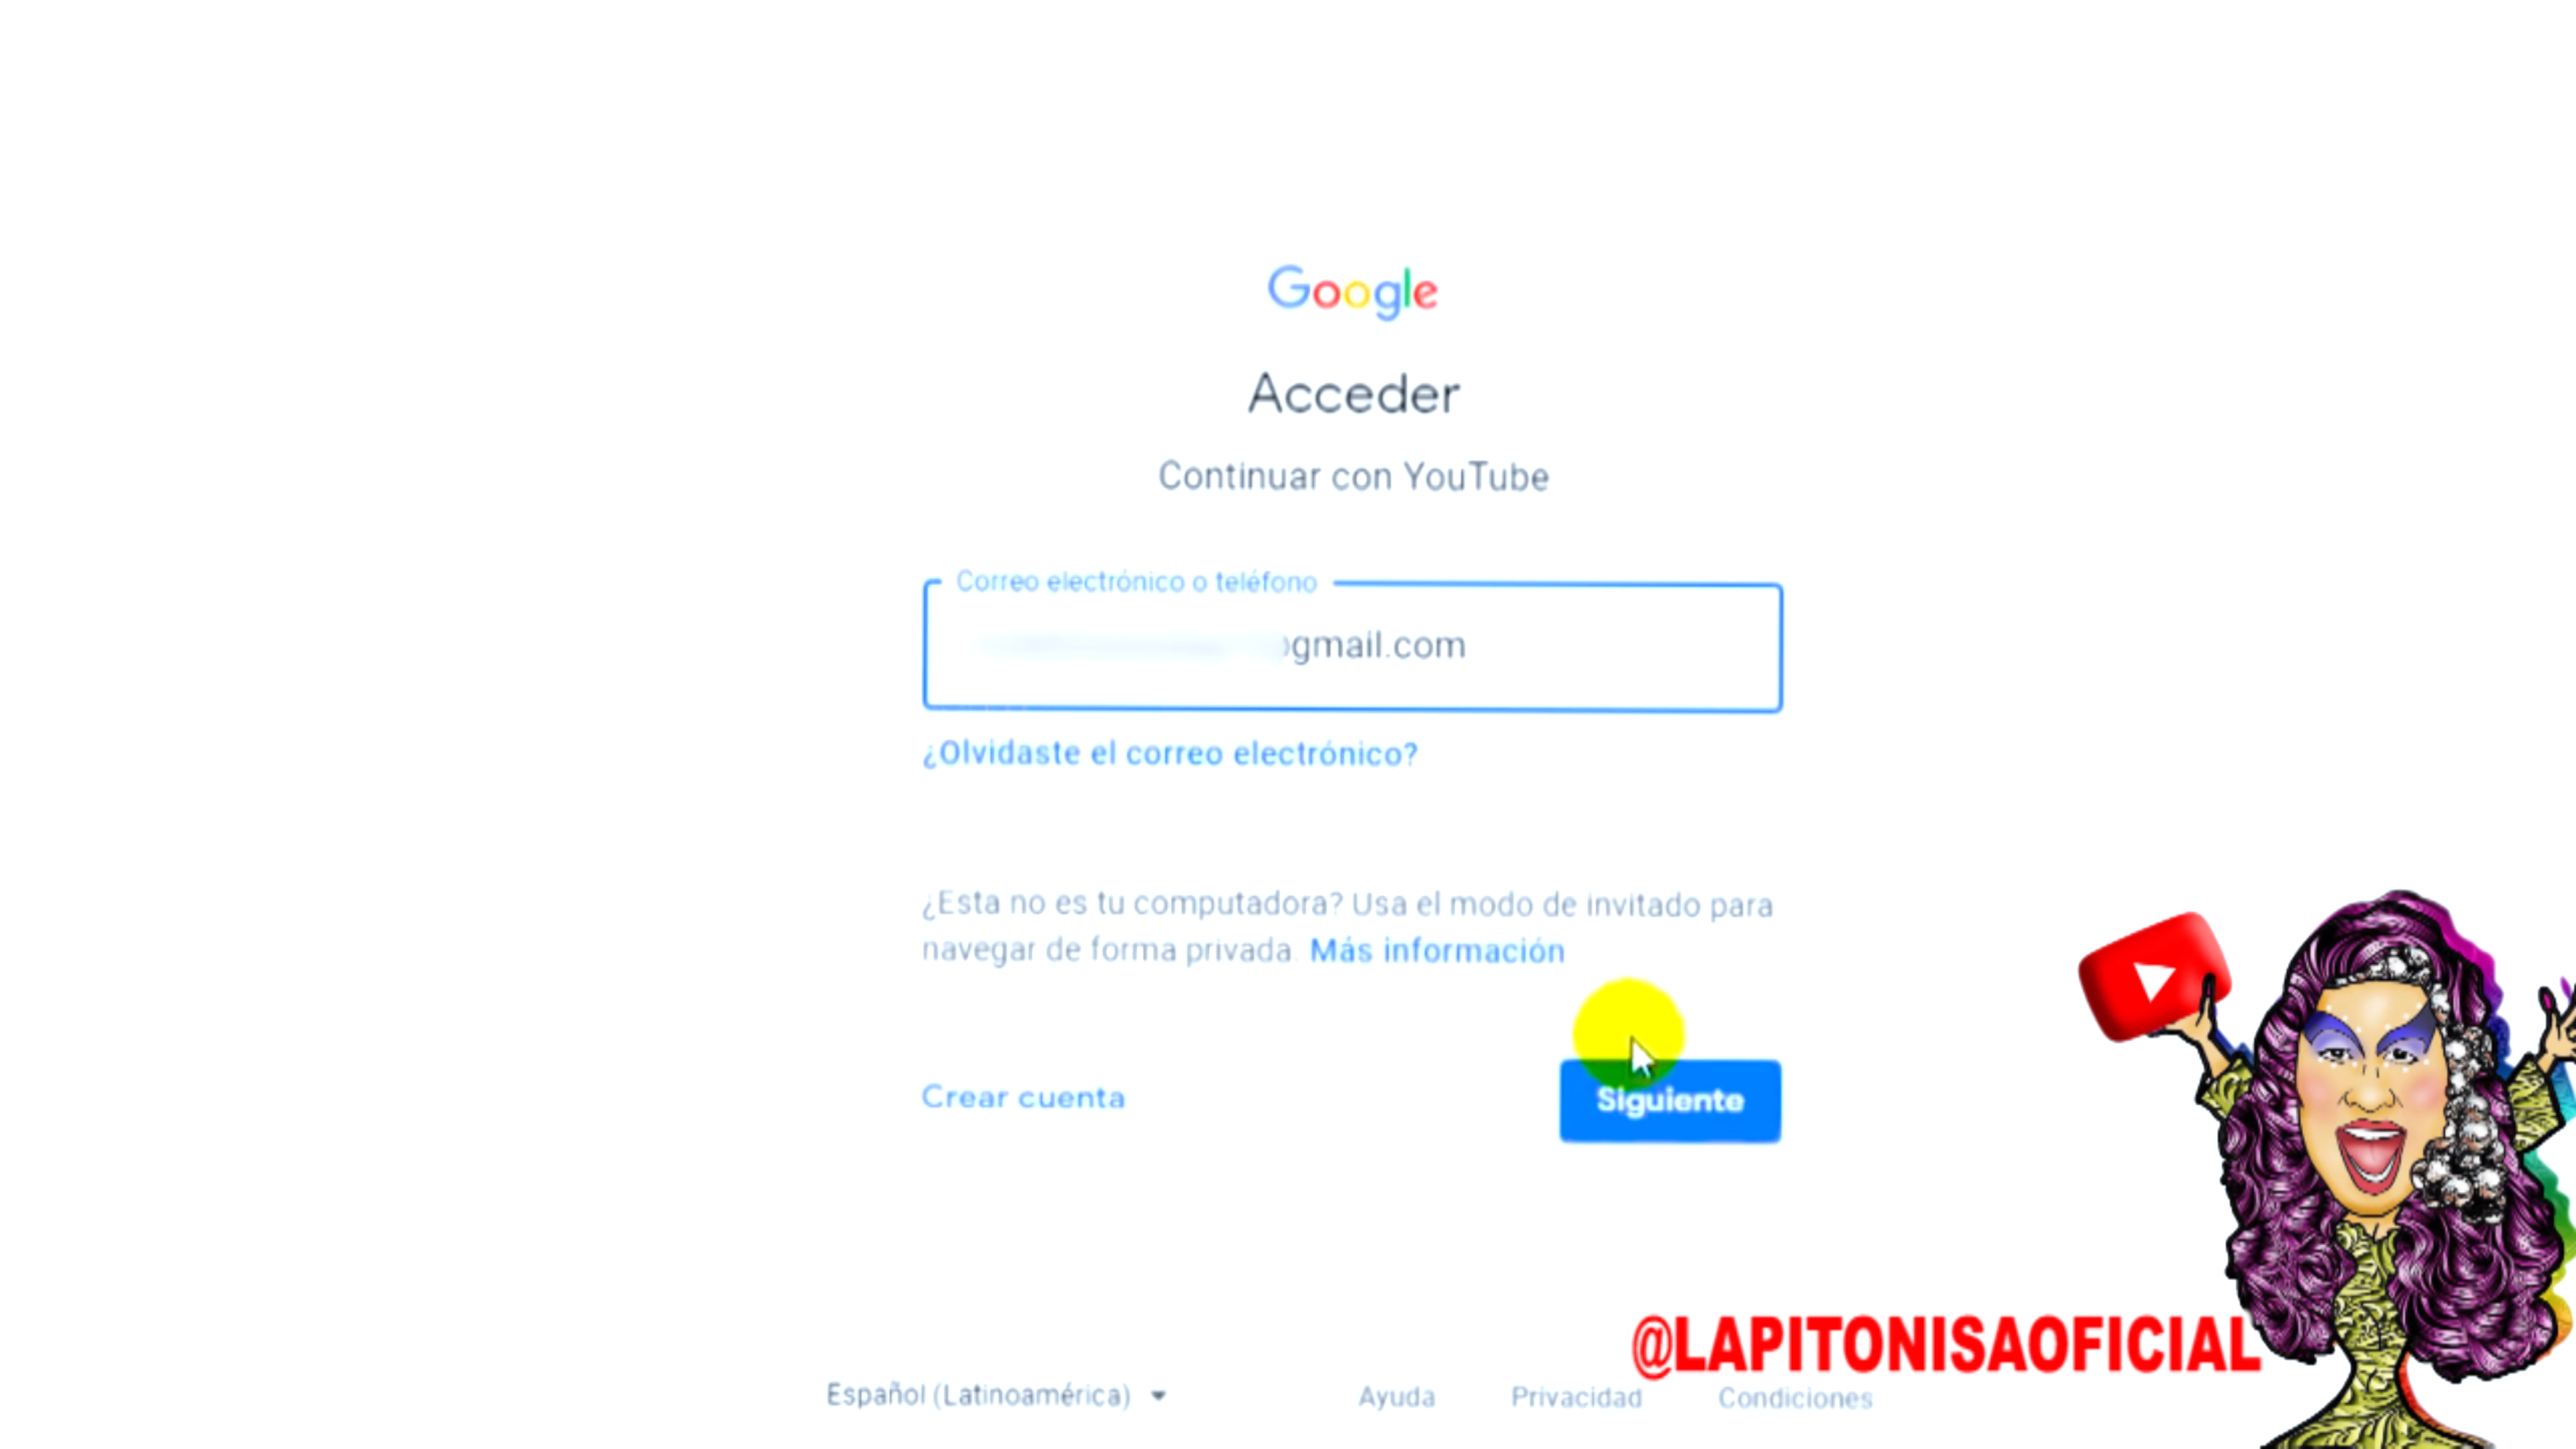 Google
Acceder
Continuar con YouTube
Correo electrónico o teléfono
gmail.com
¿Olvidaste el correo electrónico?
¿Esta no es tu computadora? Usa el modo de invitado para
navegar de forma privada. Más información
Crear cuenta
Siguiente
@LAPITONISAOFICIAL
Español (Latinoamérica)
Ayuda
Privacidad
Condiciones